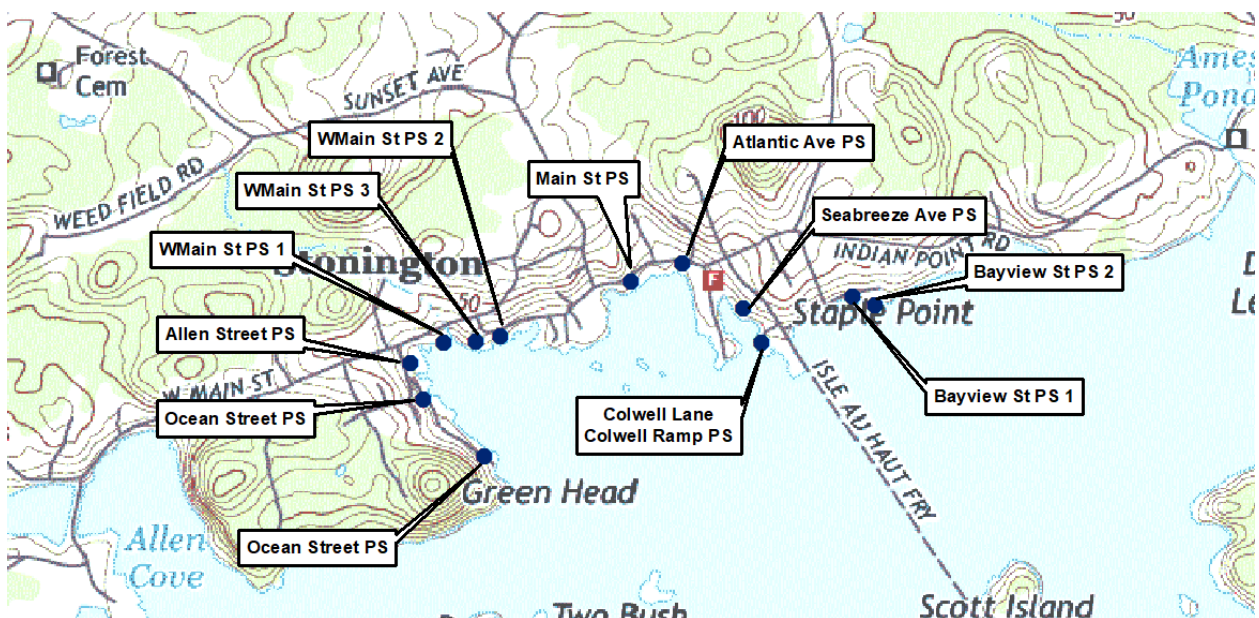 Forest
Cem
SUNSET AVE
Ames
Pond
WMain St PS 2
Atlantic Ave PS
100
WEED FIELD RD
WMain St PS 3
Main St PS
Seabreeze Ave PS
10
WMain St PS 1
INDIAN POINT RD
Stonington
F
Bayview St PS 2
50
Staple Point
Allen Street PS
W MAIN ST
ISLE AU HAUT FRY
Bayview St PS 1
Ocean Street PS
Colwell Lane
Colwell Ramp PS
Green Head
Ocean Street PS
Allen
Cove
Two Bush
Scott Island